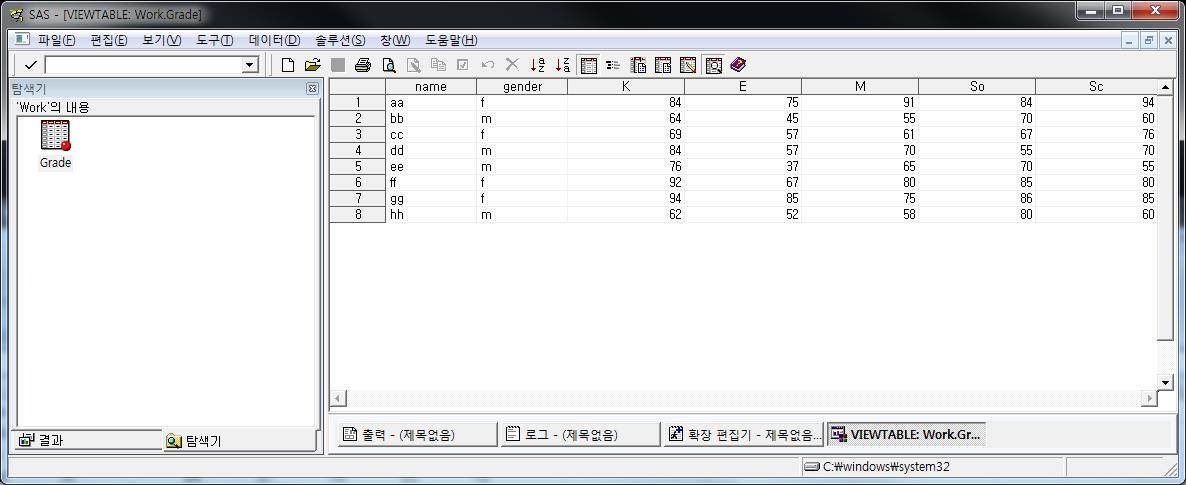 SAS - [VIEWTABLE: Work.Grade]
파일(F) 편집(E) 보기(V) 도구(T) 데이터(D) 솔루션(S) 창(W) 도움말(H)
탐색기
'Work'의 내용
Grade
name gender K E M So Sc
1 aa f 84 75 91 84 94
2 bb m 64 45 55 70 60
3 cc f 69 57 61 67 76
4 dd m 84 57 70 55 70
5 ee m 76 37 65 70 55
6 ff f 92 67 80 85 80
7 gg f 94 85 75 86 85
8 hh m 62 52 58 80 60
결과 탐색기
출력 - (제목없음) 로그 - (제목없음) 확장 편집기 - 제목없음... VIEWTABLE: Work.Gr...
C:₩windows₩system32